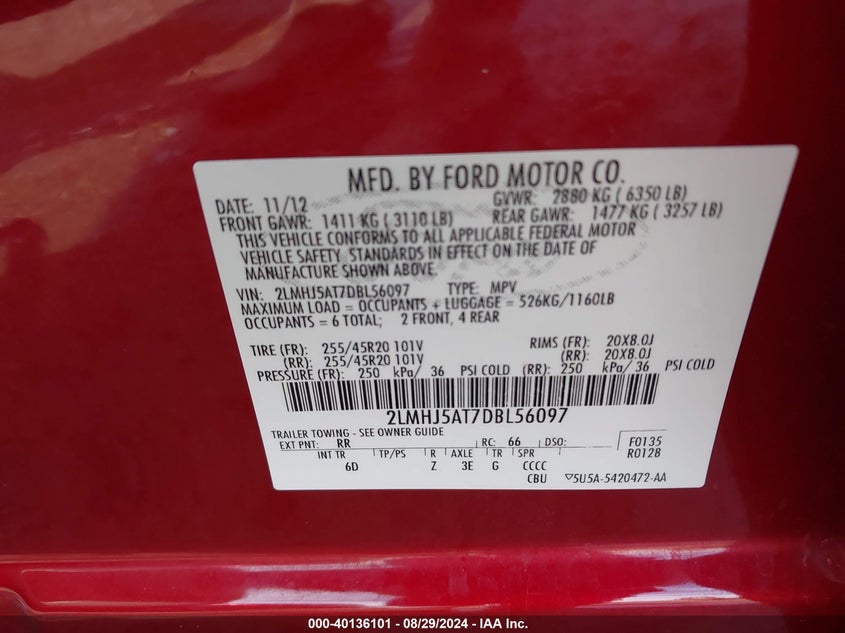 MFD. BY FORD MOTOR CO.
DATE: 11/12 GVWR: 2880 KG ( 6350 LB)
FRONT GAWR: 1411 KG ( 3110 LB) REAR GAWR: 1477 KG ( 3257 LB)
THIS VEHICLE CONFORMS TO ALL APPLICABLE FEDERAL MOTOR
VEHICLE SAFETY, STANDARDS IN EFFECT ON THE DATE OF
MANUFACTURE SHOWN ABOVE.
VIN: 2LMHJ5AT7DBL56097 TYPE: MPV
MAXIMUM LOAD = OCCUPANTS + LUGGAGE = 526KG/1160LB
OCCUPANTS = 6 TOTAL; 2 FRONT, 4 REAR
TIRE (FR): 255/45R20 101V RIMS (FR): 20X8.0J
(RR): 255/45R20 101V (RR): 20X8.0J
PRESSURE (FR): 250 kPa/ 36 PSI COLD (RR): 250 kPa/ 36 PSI COLD
2LMHJ5AT7DBL56097
TRAILER TOWING - SEE OWNER GUIDE
EXT PNT: RR RC: 66 DSO: F0135
R0128
INT TR TP/PS R AXLE TR SPR
6D Z 3E G CCCC
CBU ▽5U5A-5420472-AA
000-40136101 - 08/29/2024 - IAA Inc.